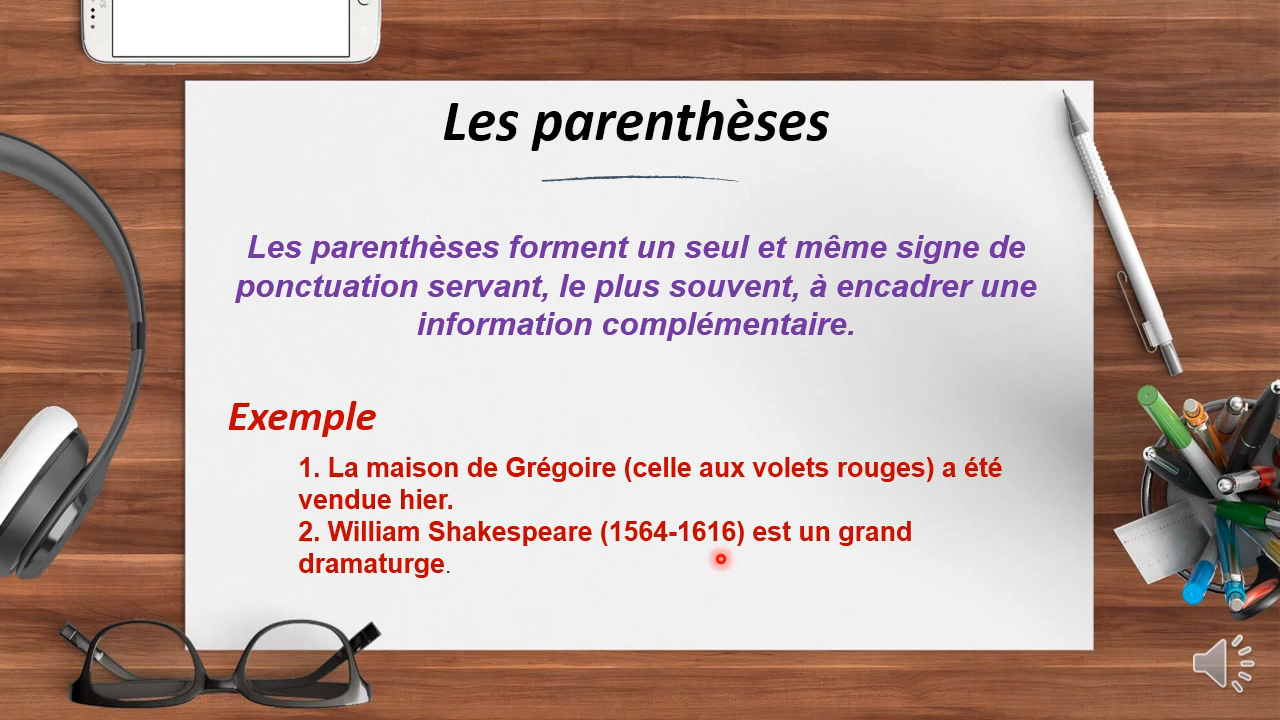 Les parenthèses
Les parenthèses forment un seul et même signe de
ponctuation servant, le plus souvent, à encadrer une
information complémentaire.
Exemple
1. La maison de Grégoire (celle aux volets rouges) a été
vendue hier.
2. William Shakespeare (1564-1616) est un grand
dramaturge.